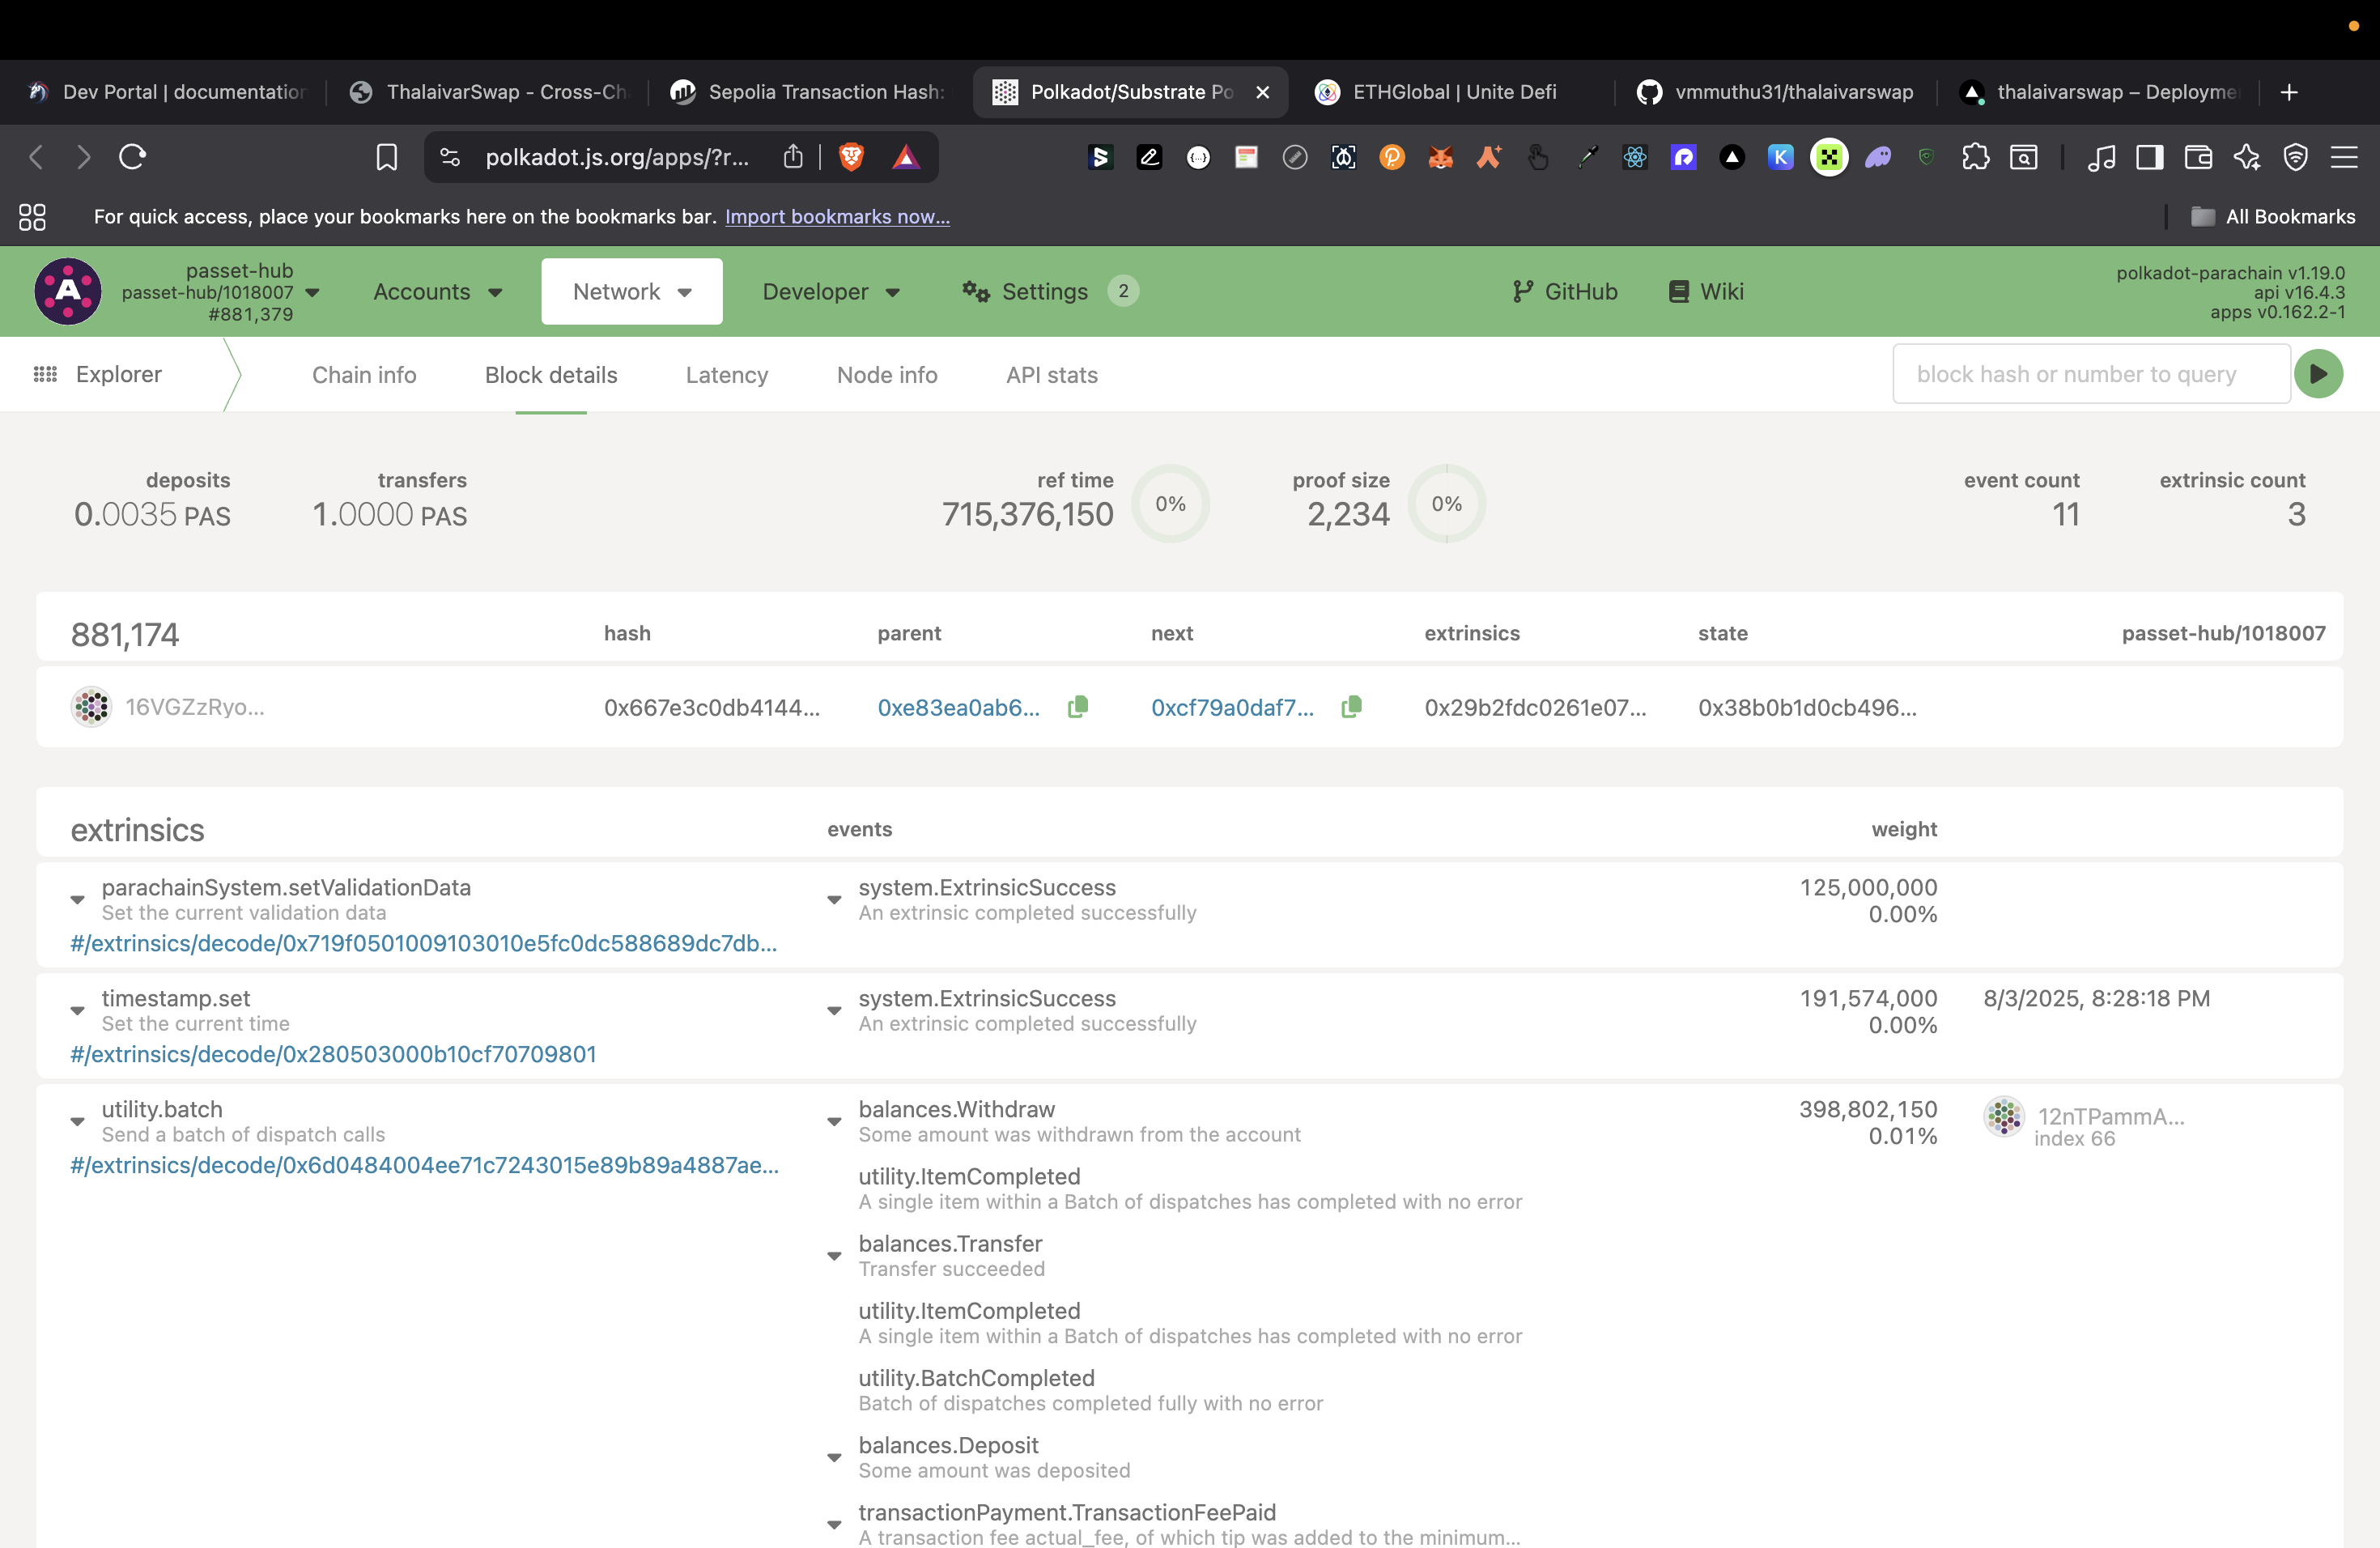 Dev Portal | documentation
ThalaivarSwap - Cross-Ch
Sepolia Transaction Hash:
Polkadot/Substrate Po
ETHGlobal | Unite Defi
vmmuthu31/thalaivarswap
thalaivarswap – Deployme
polkadot.js.org/apps/?r...
For quick access, place your bookmarks here on the bookmarks bar. Import bookmarks now...
All Bookmarks
passet-hub
passet-hub/1018007
#881,379
Accounts
Network
Developer
Settings 2
GitHub
Wiki
polkadot-parachain v1.19.0
api v16.4.3
apps v0.162.2-1
Explorer
Chain info
Block details
Latency
Node info
API stats
block hash or number to query
deposits
0.0035 PAS
transfers
1.0000 PAS
ref time
715,376,150
0%
proof size
2,234
0%
event count
11
extrinsic count
3
881,174 hash parent next extrinsics state passet-hub/1018007
16VGZzRyo... 0x667e3c0db4144... 0xe83ea0ab6... 0xcf79a0daf7... 0x29b2fdc0261e07... 0x38b0b1d0cb496...
extrinsics events weight
parachainSystem.setValidationData
Set the current validation data
#/extrinsics/decode/0x719f0501009103010e5fc0dc588689dc7db...
system.ExtrinsicSuccess
An extrinsic completed successfully
125,000,000
0.00%
timestamp.set
Set the current time
#/extrinsics/decode/0x280503000b10cf70709801
system.ExtrinsicSuccess
An extrinsic completed successfully
191,574,000
0.00%
8/3/2025, 8:28:18 PM
utility.batch
Send a batch of dispatch calls
#/extrinsics/decode/0x6d0484004ee71c7243015e89b89a4887ae...
balances.Withdraw
Some amount was withdrawn from the account
398,802,150
0.01%
12nTPammA...
index 66
utility.ItemCompleted
A single item within a Batch of dispatches has completed with no error
balances.Transfer
Transfer succeeded
utility.ItemCompleted
A single item within a Batch of dispatches has completed with no error
utility.BatchCompleted
Batch of dispatches completed fully with no error
balances.Deposit
Some amount was deposited
transactionPayment.TransactionFeePaid
A transaction fee actual_fee, of which tip was added to the minimum...